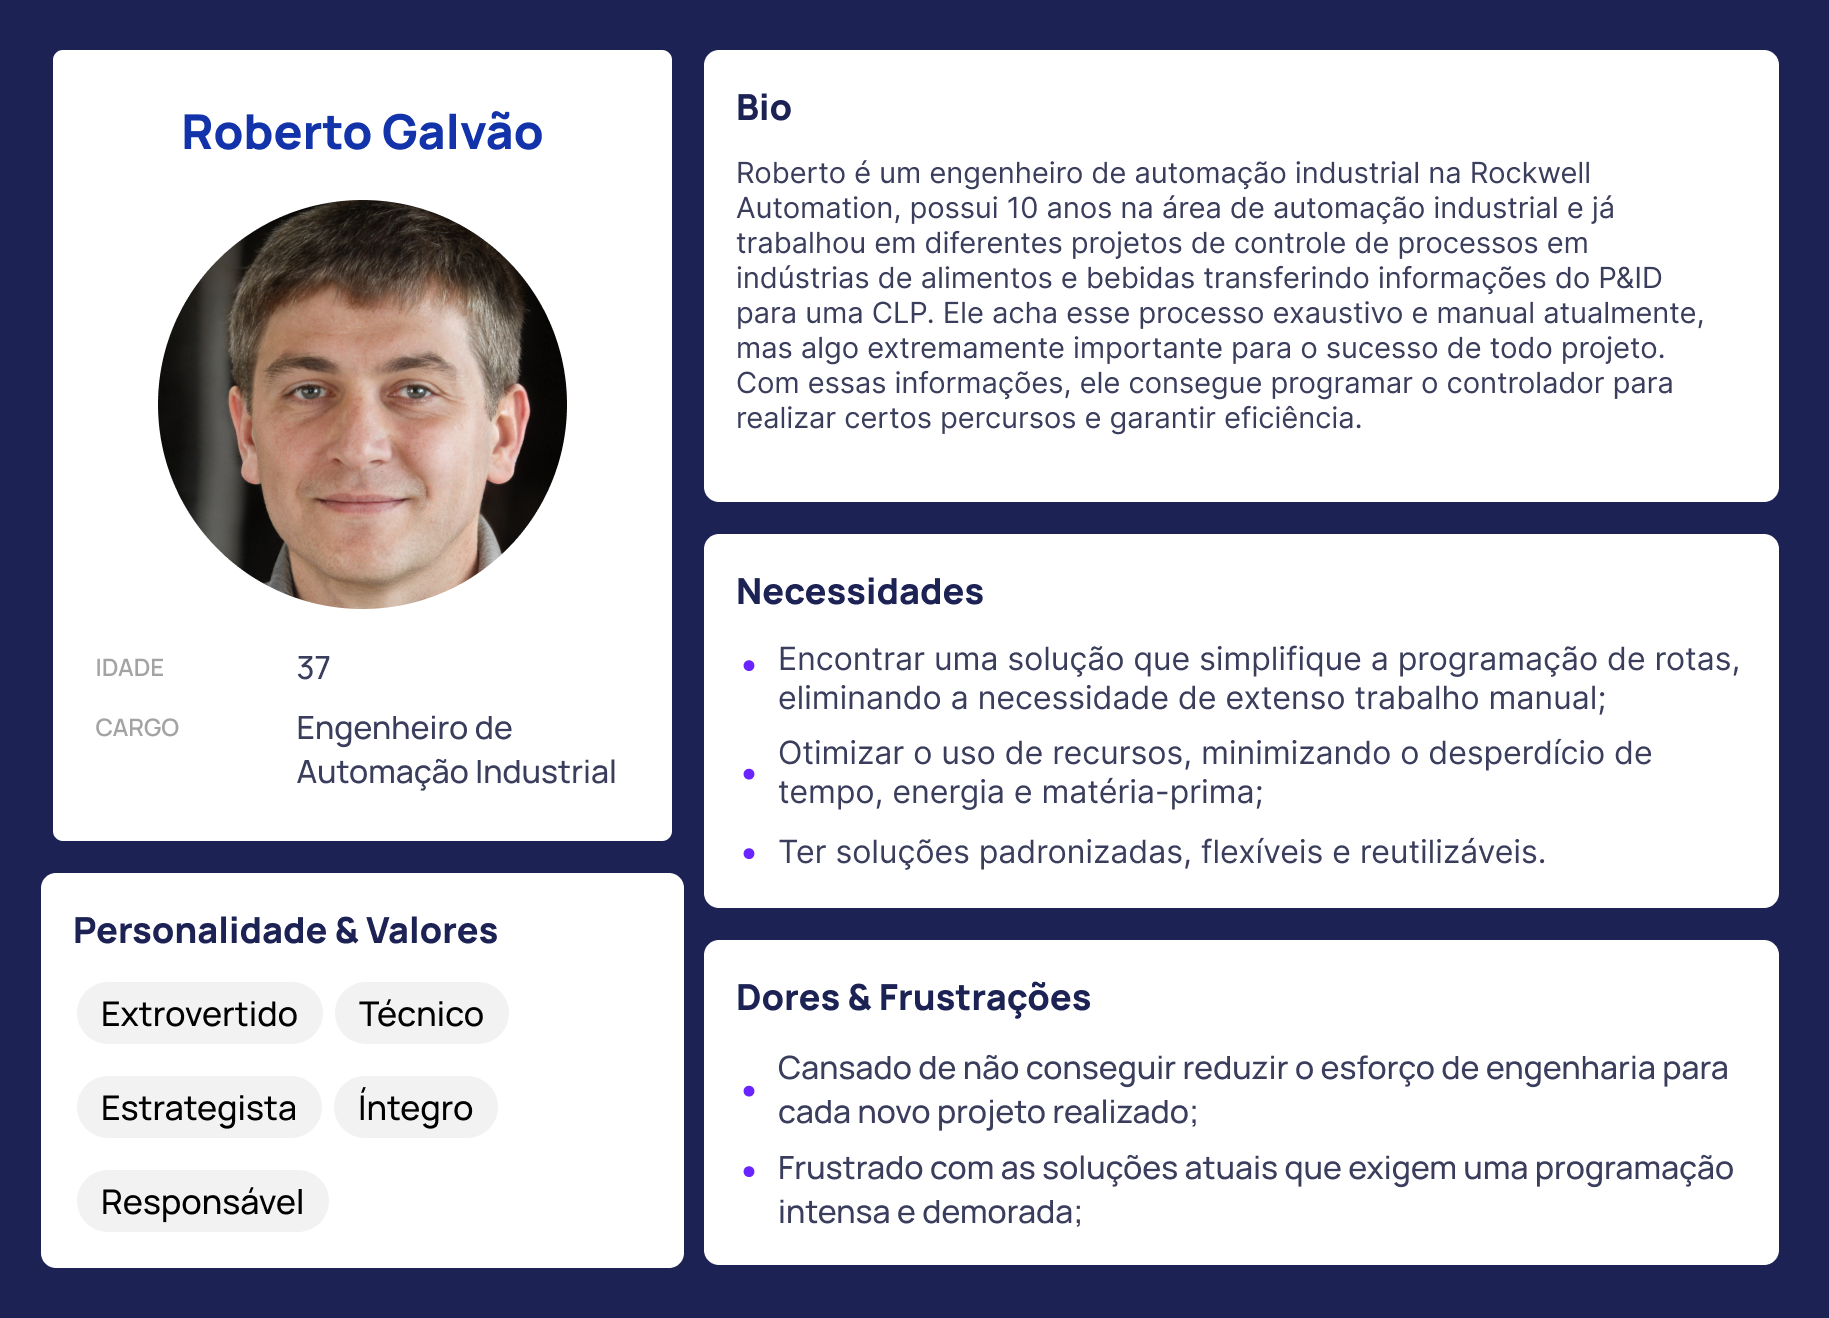 Roberto Galvão
IDADE 37
CARGO Engenheiro de
Automação Industrial
Personalidade & Valores
Extrovertido Técnico
Estrategista Íntegro
Responsável
Bio
Roberto é um engenheiro de automação industrial na Rockwell
Automation, possui 10 anos na área de automação industrial e já
trabalhou em diferentes projetos de controle de processos em
indústrias de alimentos e bebidas transferindo informações do P&ID
para uma CLP. Ele acha esse processo exaustivo e manual atualmente,
mas algo extremamente importante para o sucesso de todo projeto.
Com essas informações, ele consegue programar o controlador para
realizar certos percursos e garantir eficiência.
Necessidades
• Encontrar uma solução que simplifique a programação de rotas,
eliminando a necessidade de extenso trabalho manual;
• Otimizar o uso de recursos, minimizando o desperdício de
tempo, energia e matéria-prima;
• Ter soluções padronizadas, flexíveis e reutilizáveis.
Dores & Frustrações
• Cansado de não conseguir reduzir o esforço de engenharia para
cada novo projeto realizado;
• Frustrado com as soluções atuais que exigem uma programação
intensa e demorada;